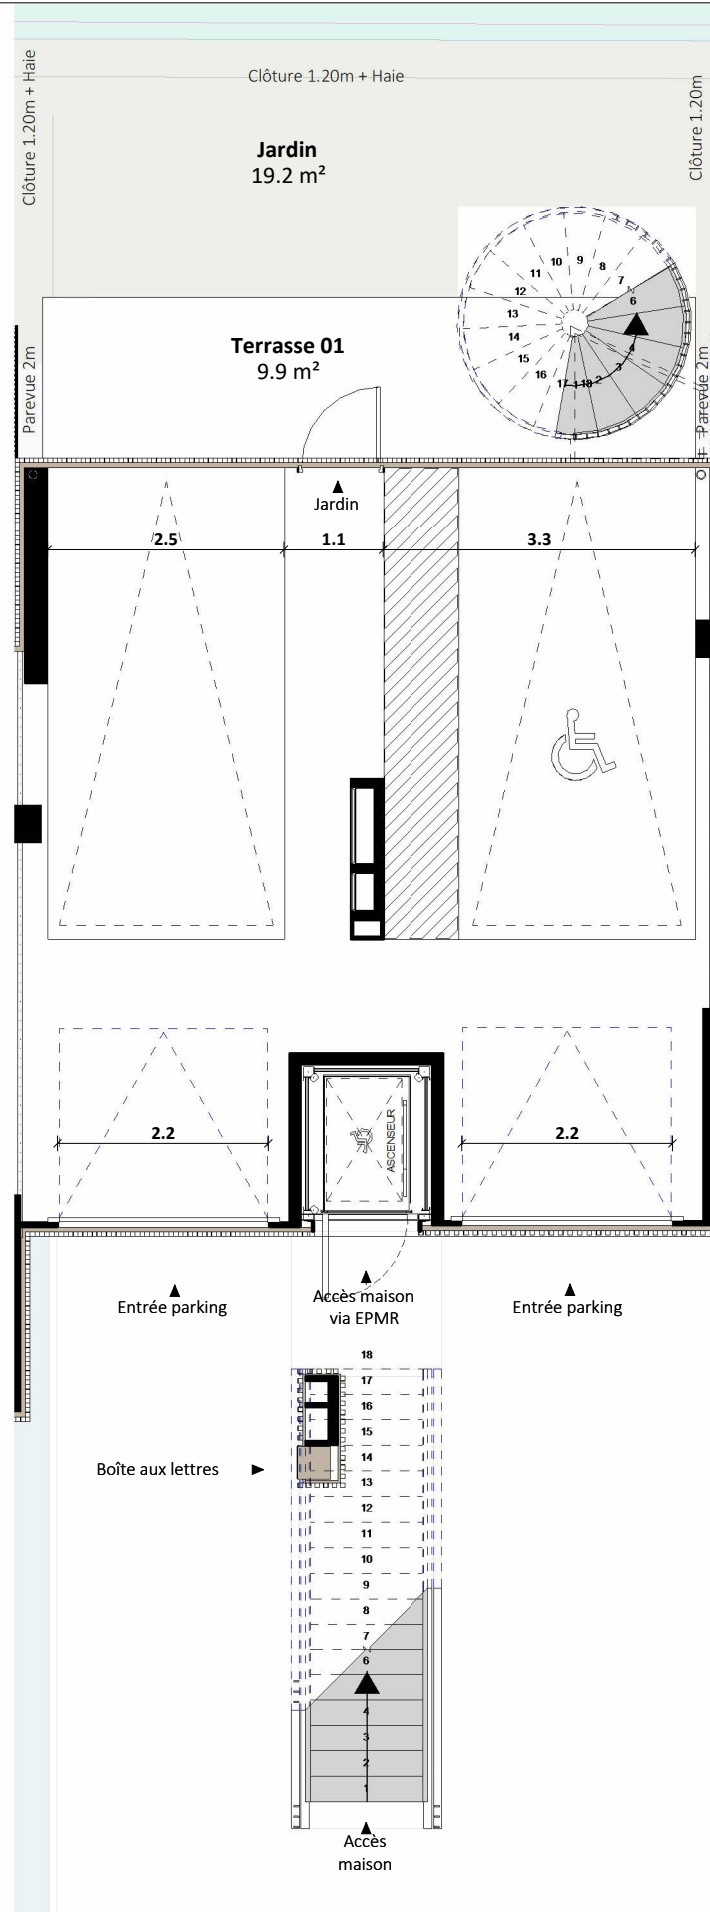 Clôture 1.20m + Haie
Clôture 1.20m + Haie
Clôture 1.20m
Jardin
19.2 m²
10
9
8
11
7
12
6
13
14
4
15
3
16
17
1
18
2
Terrasse 01
9.9 m²
Parevue 2m
Parevue 2m
Jardin
2.5
1.1
3.3
ASCENSEUR
2.2
2.2
Entrée parking
Accès maison
via EPMR
Entrée parking
18
17
16
15
14
13
12
11
10
9
8
7
6
4
3
2
1
Boîte aux lettres
Accès
maison